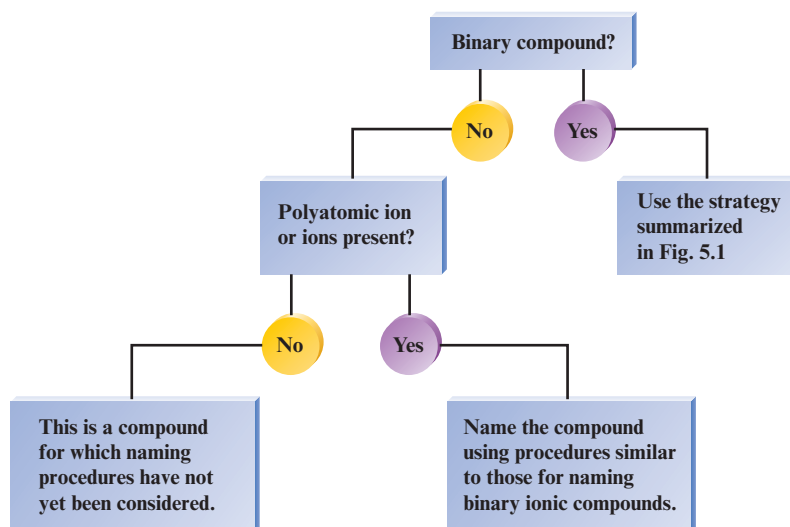 Binary compound?
No
Yes
Polyatomic ion
or ions present?
Use the strategy
summarized
in Fig. 5.1
No
Yes
This is a compound
for which naming
procedures have not
yet been considered.
Name the compound
using procedures similar
to those for naming
binary ionic compounds.